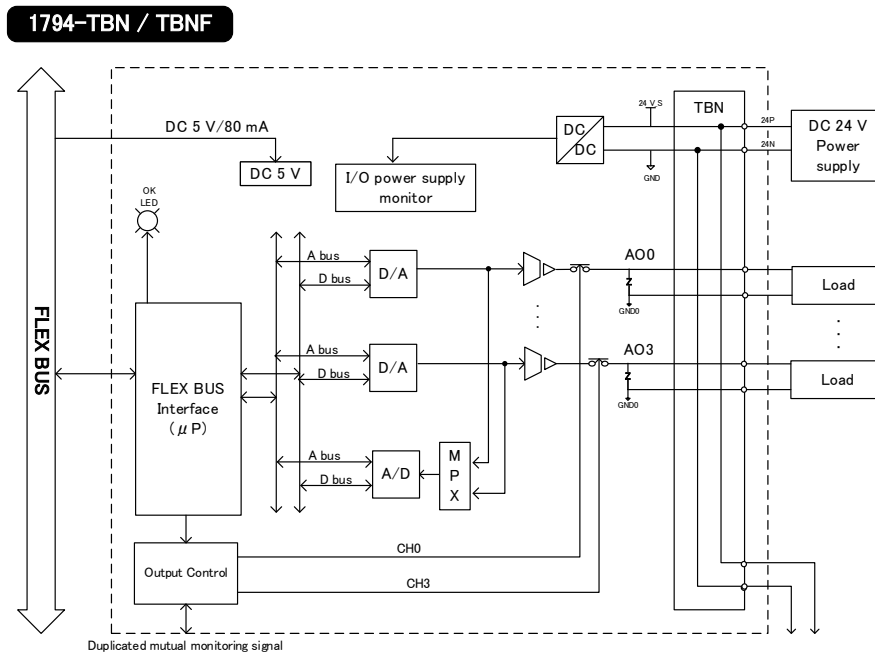 1794-TBN / TBNF
DC 5 V/80 mA
DC 5 V
OK
LED
DC
DC
I/O power supply
monitor
24 V.S
GND
TBN
24P
24N
DC 24 V
Power
supply
FLEX BUS
FLEX BUS
Interface
(μP)
A bus
D bus
D/A
AO0
GND0
Load
A bus
D bus
D/A
AO3
GND0
Load
A bus
D bus
A/D
M
P
X
Output Control
CH0
CH3
Duplicated mutual monitoring signal